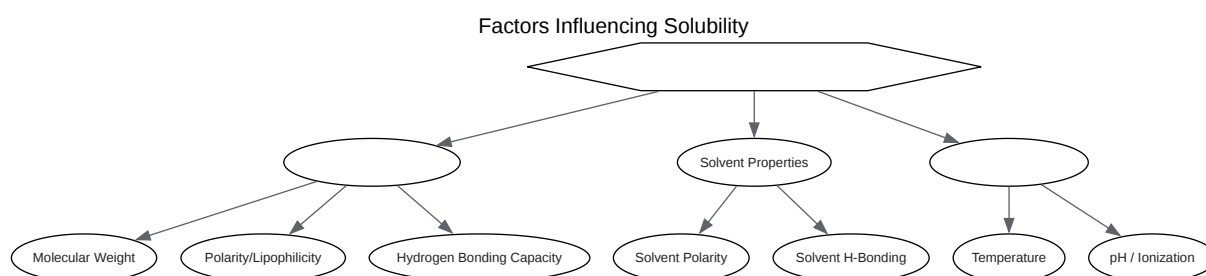 Factors Influencing Solubility
Solvent Properties
Molecular Weight
Polarity/Lipophilicity
Hydrogen Bonding Capacity
Solvent Polarity
Solvent H-Bonding
Temperature
pH / Ionization